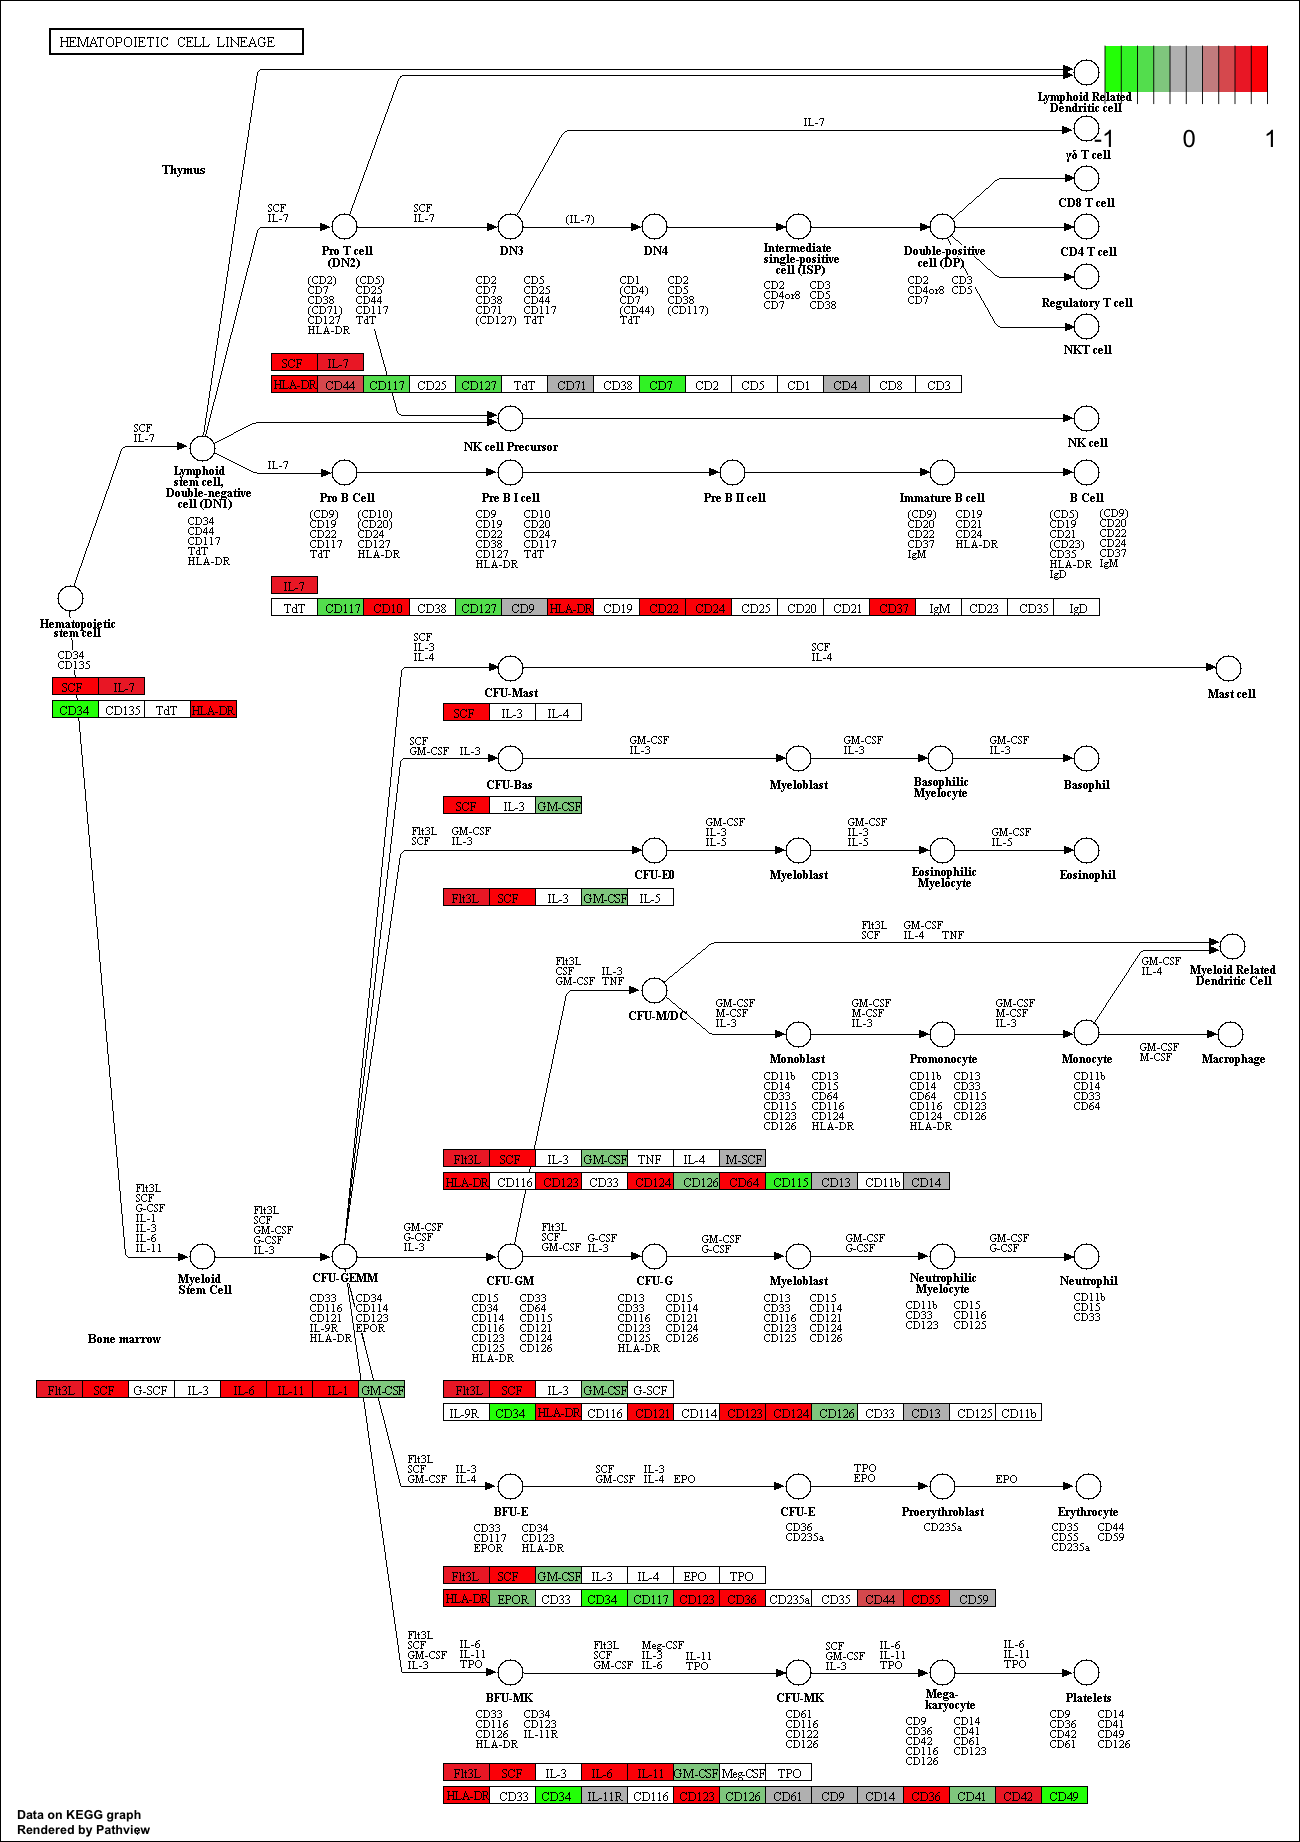 HEMATOPOIETIC CELL LINEAGE
-1 0 1
Lymphoid Related
Dendritic cell
IL-7
γδ T cell
Thymus
CD8 T cell
SCF
IL-7
SCF
IL-7
(IL-7)
Pro T cell
(DN2)
DN3
DN4
Intermediate
single-positive
cell (ISP)
Double-positive
cell (DP)
CD4 T cell
Regulatory T cell
NKT cell
(CD2) (CD5)
CD7 CD25
CD38 CD44
(CD71) CD117
CD127 TdT
HLA-DR
CD2 CD5
CD7 CD25
CD38 CD44
CD71 CD117
(CD127) TdT
CD1 CD2
(CD4) CD5
CD7 CD38
(CD44) (CD117)
TdT
CD2 CD3
CD4or8 CD5
CD7 CD38
CD2 CD3
CD4or8 CD5
CD7
SCF IL-7
HLA-DR CD44 CD117 CD25 CD127 TdT CD71 CD38 CD7 CD2 CD5 CD1 CD4 CD8 CD3
SCF
IL-7
NK cell Precursor
NK cell
Lymphoid
stem cell,
Double-negative
cell (DN1)
IL-7
Pro B Cell
Pre B I cell
Pre B II cell
Immature B cell
B Cell
CD34
CD44
CD117
TdT
HLA-DR
(CD9) (CD10)
CD19 (CD20)
CD22 CD24
CD117 CD127
TdT HLA-DR
CD9 CD10
CD19 CD20
CD22 CD24
CD38 CD117
CD127 TdT
HLA-DR
(CD9) CD19
CD20 CD21
CD22 CD24
CD37 HLA-DR
IgM
(CD5) (CD9)
CD19 CD20
CD21 CD22
(CD23) CD24
CD35 CD37
HLA-DR IgM
IgD
IL-7
TdT CD117 CD10 CD38 CD127 CD9 HLA-DR CD19 CD22 CD24 CD25 CD20 CD21 CD37 IgM CD23 CD35 IgD
Hematopoietic
stem cell
CD34
CD135
SCF IL-7
CD34 CD135 TdT HLA-DR
SCF
IL-3
IL-4
SCF
IL-4
CFU-Mast
Mast cell
SCF IL-3 IL-4
SCF
GM-CSF IL-3
GM-CSF
IL-3
GM-CSF
IL-3
GM-CSF
IL-3
CFU-Bas
Myeloblast
Basophilic
Myelocyte
Basophil
SCF IL-3 GM-CSF
Flt3L GM-CSF
SCF IL-3
GM-CSF
IL-3
IL-5
GM-CSF
IL-3
IL-5
GM-CSF
IL-5
CFU-E0
Myeloblast
Eosinophilic
Myelocyte
Eosinophil
Flt3L SCF IL-3 GM-CSF IL-5
Flt3L GM-CSF
SCF IL-4 TNF
Flt3L
CSF IL-3
GM-CSF TNF
GM-CSF
IL-4
Myeloid Related
Dendritic Cell
CFU-M/DC
GM-CSF
M-CSF
IL-3
GM-CSF
M-CSF
IL-3
GM-CSF
M-CSF
IL-3
GM-CSF
M-CSF
Monoblast
Promonocyte
Monocyte
Macrophage
CD11b CD13
CD14 CD15
CD33 CD64
CD115 CD116
CD123 CD124
CD126 HLA-DR
CD11b CD13
CD14 CD33
CD64 CD115
CD116 CD123
CD124 CD126
HLA-DR
CD11b
CD14
CD33
CD64
Flt3L SCF IL-3 GM-CSF TNF IL-4 M-SCF
HLA-DR CD116 CD123 CD33 CD124 CD126 CD64 CD115 CD13 CD11b CD14
Flt3L
SCF
G-CSF
IL-1
IL-3
IL-6
IL-11
Flt3L
SCF
GM-CSF
G-CSF
IL-3
GM-CSF
G-CSF
IL-3
Flt3L
SCF G-CSF
GM-CSF IL-3
GM-CSF
G-CSF
GM-CSF
G-CSF
GM-CSF
G-CSF
Myeloid
Stem Cell
CFU-GEMM
CFU-GM
CFU-G
Myeloblast
Neutrophilic
Myelocyte
Neutrophil
CD33 CD34
CD116 CD114
CD121 CD123
IL-9R EPOR
HLA-DR
CD15 CD33
CD34 CD64
CD114 CD115
CD116 CD121
CD123 CD124
CD125 CD126
HLA-DR
CD13 CD15
CD33 CD114
CD116 CD121
CD123 CD124
CD125 CD126
HLA-DR
CD13 CD15
CD33 CD114
CD116 CD121
CD123 CD124
CD125 CD126
CD11b CD15
CD33 CD116
CD123 CD125
CD11b
CD15
CD33
Bone marrow
Flt3L SCF G-SCF IL-3 IL-6 IL-11 IL-1 GM-CSF
Flt3L SCF IL-3 GM-CSF G-SCF
IL-9R CD34 HLA-DR CD116 CD121 CD114 CD123 CD124 CD126 CD33 CD13 CD125 CD11b
Flt3L
SCF IL-3
GM-CSF IL-4
SCF IL-3
GM-CSF IL-4 EPO
TPO
EPO
EPO
BFU-E
CFU-E
Proerythroblast
Erythrocyte
CD33 CD34
CD117 CD123
EPOR HLA-DR
CD36
CD235a
CD235a
CD35 CD44
CD55 CD59
CD235a
Flt3L SCF GM-CSF IL-3 IL-4 EPO TPO
HLA-DR EPOR CD33 CD34 CD117 CD123 CD36 CD235a CD35 CD44 CD55 CD59
Flt3L
SCF IL-6
GM-CSF IL-11
IL-3 TPO
Flt3L Meg-CSF
SCF IL-3 IL-11
GM-CSF IL-6 TPO
SCF IL-6
GM-CSF IL-11
IL-3 TPO
IL-6
IL-11
TPO
BFU-MK
CFU-MK
Mega-
karyocyte
Platelets
CD33 CD34
CD116 CD123
CD126 IL-11R
HLA-DR
CD61
CD116
CD122
CD126
CD9 CD14
CD36 CD41
CD42 CD61
CD116 CD123
CD126
CD9 CD14
CD36 CD41
CD42 CD49
CD61 CD126
Flt3L SCF IL-3 IL-6 IL-11 GM-CSF Meg-CSF TPO
HLA-DR CD33 CD34 IL-11R CD116 CD123 CD126 CD61 CD9 CD14 CD36 CD41 CD42 CD49
Data on KEGG graph
Rendered by Pathview